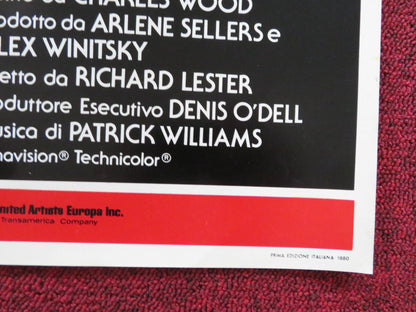 da CHARLES WOOD
odotto da ARLENE SELLERS e
LEX WINITSKY
etto da RICHARD LESTER
oduttore Esecutivo DENIS O'DELL
usica di PATRICK WILLIAMS
navision® Technicolor®
nited Artists Europa Inc.
Transamerica Company
PRIMA EDIZIONE ITALIANA 1980